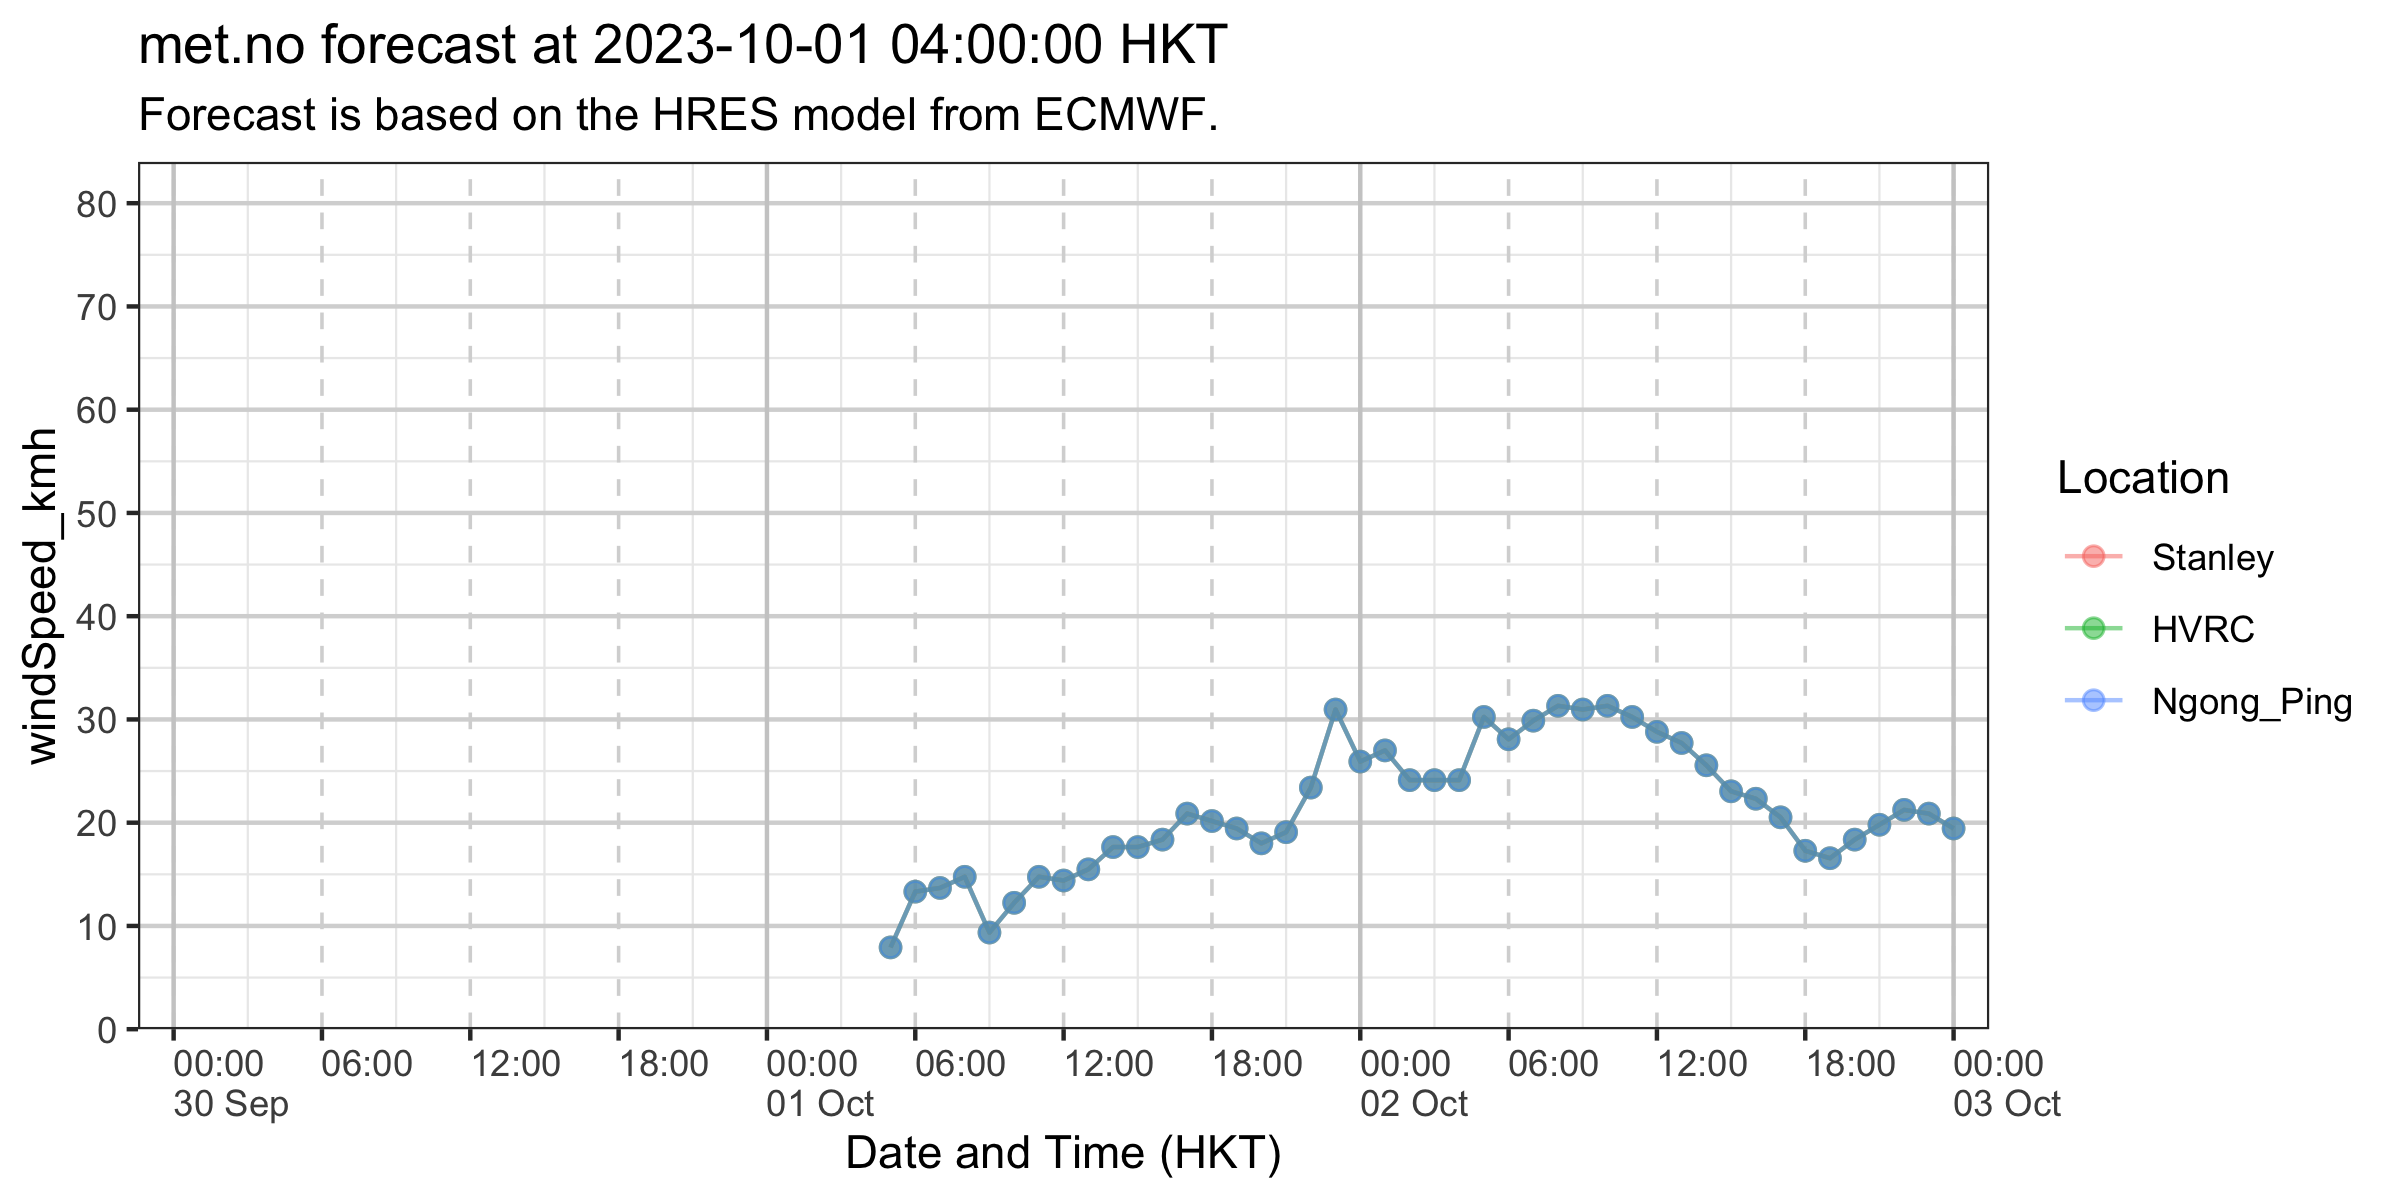 met.no forecast at 2023-10-01 04:00:00 HKT
Forecast is based on the HRES model from ECMWF.
windSpeed_kmh
80
70
60
50
40
30
20
10
0
00:00 06:00 12:00 18:00 00:00 06:00 12:00 18:00 00:00 06:00 12:00 18:00 00:00
30 Sep 01 Oct 02 Oct 03 Oct
Date and Time (HKT)
Location
Stanley
HVRC
Ngong_Ping